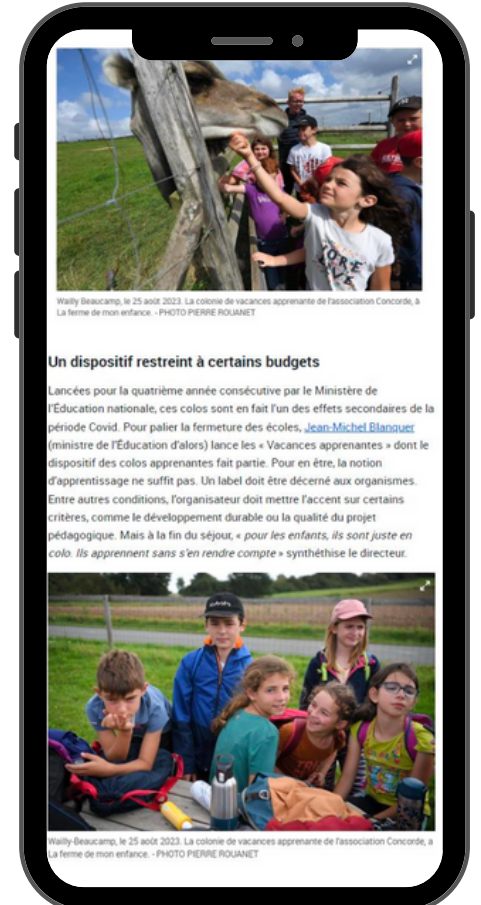 Wailly Beaucamp, le 25 août 2023. La colonie de vacances apprenante de l'association Concorde, à
La ferme de mon enfance. - PHOTO PIERRE ROUANET
Un dispositif restreint à certains budgets
Lancées pour la quatrième année consécutive par le Ministère de
l'Éducation nationale, ces colos sont en fait l'un des effets secondaires de la
période Covid. Pour palier la fermeture des écoles, Jean-Michel Blanquer
(ministre de l'Éducation d'alors) lance les « Vacances apprenantes » dont le
dispositif des colos apprenantes fait partie. Pour en être, la notion
d'apprentissage ne suffit pas. Un label doit être décerné aux organismes.
Entre autres conditions, l'organisateur doit mettre l'accent sur certains
critères, comme le développement durable ou la qualité du projet
pédagogique. Mais à la fin du séjour, « pour les enfants, ils sont juste en
colo. Ils apprennent sans s'en rendre compte » synthéthise le directeur.
Wailly-Beaucamp, le 25 août 2023. La colonie de vacances apprenante de l'association Concorde, a
La ferme de mon enfance. - PHOTO PIERRE ROUANET